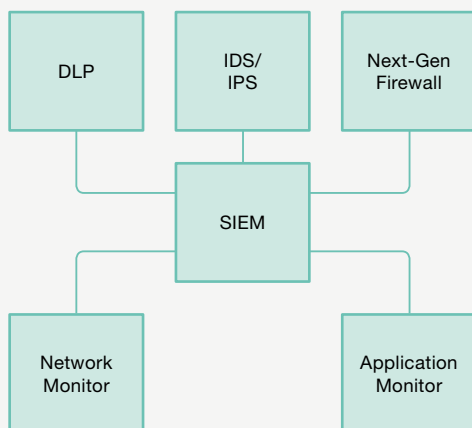 DLP
IDS/
IPS
Next-Gen
Firewall
SIEM
Network
Monitor
Application
Monitor